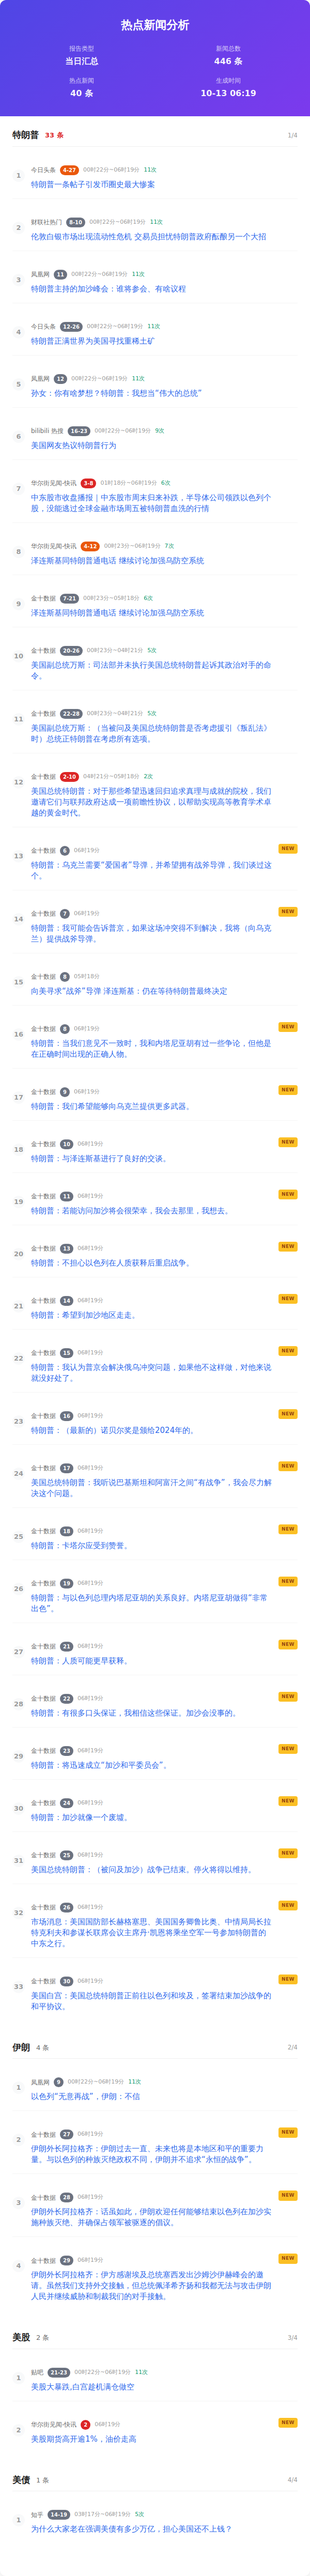 热点新闻分析
报告类型
当日汇总
新闻总数
446 条
热点新闻
40 条
生成时间
10-13 06:19
特朗普 33 条 1/4
1 今日头条 4-27 00时22分~06时19分 11次
特朗普一条帖子引发币圈史最大惨案
2 财联社热门 8-10 00时22分~06时19分 11次
伦敦白银市场出现流动性危机 交易员担忧特朗普政府酝酿另一个大招
3 凤凰网 11 00时22分~06时19分 11次
特朗普主持的加沙峰会：谁将参会、有啥议程
4 今日头条 12-26 00时22分~06时19分 11次
特朗普正满世界为美国寻找重稀土矿
5 凤凰网 12 00时22分~06时19分 11次
孙女：你有啥梦想？特朗普：我想当“伟大的总统”
6 bilibili 热搜 16-23 00时22分~06时19分 9次
美国网友热议特朗普行为
7 华尔街见闻-快讯 3-8 01时18分~06时19分 6次
中东股市收盘播报｜中东股市周末归来补跌，半导体公司领跌以色列个
股，没能逃过全球金融市场周五被特朗普血洗的行情
8 华尔街见闻-快讯 4-12 00时23分~06时19分 7次
泽连斯基同特朗普通电话 继续讨论加强乌防空系统
9 金十数据 7-21 00时23分~05时18分 6次
泽连斯基同特朗普通电话 继续讨论加强乌防空系统
10 金十数据 20-26 00时23分~04时21分 5次
美国副总统万斯：司法部并未执行美国总统特朗普起诉其政治对手的命
令。
11 金十数据 22-28 00时23分~04时21分 5次
美国副总统万斯：（当被问及美国总统特朗普是否考虑援引《叛乱法》
时）总统正特朗普在考虑所有选项。
12 金十数据 2-10 04时21分~05时18分 2次
美国总统特朗普：对于那些希望迅速回归追求真理与成就的院校，我们
邀请它们与联邦政府达成一项前瞻性协议，以帮助实现高等教育学术卓
越的黄金时代。
13 金十数据 6 06时19分 NEW
特朗普：乌克兰需要“爱国者”导弹，并希望拥有战斧导弹，我们谈过这
个。
14 金十数据 7 06时19分 NEW
特朗普：我可能会告诉普京，如果这场冲突得不到解决，我将（向乌克
兰）提供战斧导弹。
15 金十数据 8 05时18分
向美寻求“战斧”导弹 泽连斯基：仍在等待特朗普最终决定
16 金十数据 8 06时19分 NEW
特朗普：当我们意见不一致时，我和内塔尼亚胡有过一些争论，但他是
在正确时间出现的正确人物。
17 金十数据 9 06时19分 NEW
特朗普：我们希望能够向乌克兰提供更多武器。
18 金十数据 10 06时19分 NEW
特朗普：与泽连斯基进行了良好的交谈。
19 金十数据 11 06时19分 NEW
特朗普：若能访问加沙将会很荣幸，我会去那里，我想去。
20 金十数据 13 06时19分 NEW
特朗普：不担心以色列在人质获释后重启战争。
21 金十数据 14 06时19分 NEW
特朗普：希望到加沙地区走走。
22 金十数据 15 06时19分 NEW
特朗普：我认为普京会解决俄乌冲突问题，如果他不这样做，对他来说
就没好处了。
23 金十数据 16 06时19分 NEW
特朗普：（最新的）诺贝尔奖是颁给2024年的。
24 金十数据 17 06时19分 NEW
美国总统特朗普：我听说巴基斯坦和阿富汗之间“有战争”，我会尽力解
决这个问题。
25 金十数据 18 06时19分 NEW
特朗普：卡塔尔应受到赞誉。
26 金十数据 19 06时19分 NEW
特朗普：与以色列总理内塔尼亚胡的关系良好。内塔尼亚胡做得“非常
出色”。
27 金十数据 21 06时19分 NEW
特朗普：人质可能更早获释。
28 金十数据 22 06时19分 NEW
特朗普：有很多口头保证，我相信这些保证。加沙会没事的。
29 金十数据 23 06时19分 NEW
特朗普：将迅速成立“加沙和平委员会”。
30 金十数据 24 06时19分 NEW
特朗普：加沙就像一个废墟。
31 金十数据 25 06时19分 NEW
美国总统特朗普：（被问及加沙）战争已结束。停火将得以维持。
32 金十数据 26 06时19分 NEW
市场消息：美国国防部长赫格塞思、美国国务卿鲁比奥、中情局局长拉
特克利夫和参谋长联席会议主席丹·凯恩将乘坐空军一号参加特朗普的
中东之行。
33 金十数据 30 06时19分 NEW
美国白宫：美国总统特朗普正前往以色列和埃及，签署结束加沙战争的
和平协议。
伊朗 4 条 2/4
1 凤凰网 9 00时22分~06时19分 11次
以色列“无意再战”，伊朗：不信
2 金十数据 27 06时19分 NEW
伊朗外长阿拉格齐：伊朗过去一直、未来也将是本地区和平的重要力
量。与以色列的种族灭绝政权不同，伊朗并不追求“永恒的战争”。
3 金十数据 28 06时19分 NEW
伊朗外长阿拉格齐：话虽如此，伊朗欢迎任何能够结束以色列在加沙实
施种族灭绝、并确保占领军被驱逐的倡议。
4 金十数据 29 06时19分 NEW
伊朗外长阿拉格齐：伊方感谢埃及总统塞西发出沙姆沙伊赫峰会的邀
请。虽然我们支持外交接触，但总统佩泽希齐扬和我都无法与攻击伊朗
人民并继续威胁和制裁我们的对手接触。
美股 2 条 3/4
1 贴吧 21-23 00时22分~06时19分 11次
美股大暴跌,白宫趁机满仓做空
2 华尔街见闻-快讯 2 06时19分 NEW
美股期货高开逾1%，油价走高
美债 1 条 4/4
1 知乎 14-19 03时17分~06时19分 5次
为什么大家老在强调美债有多少万亿，担心美国还不上钱？